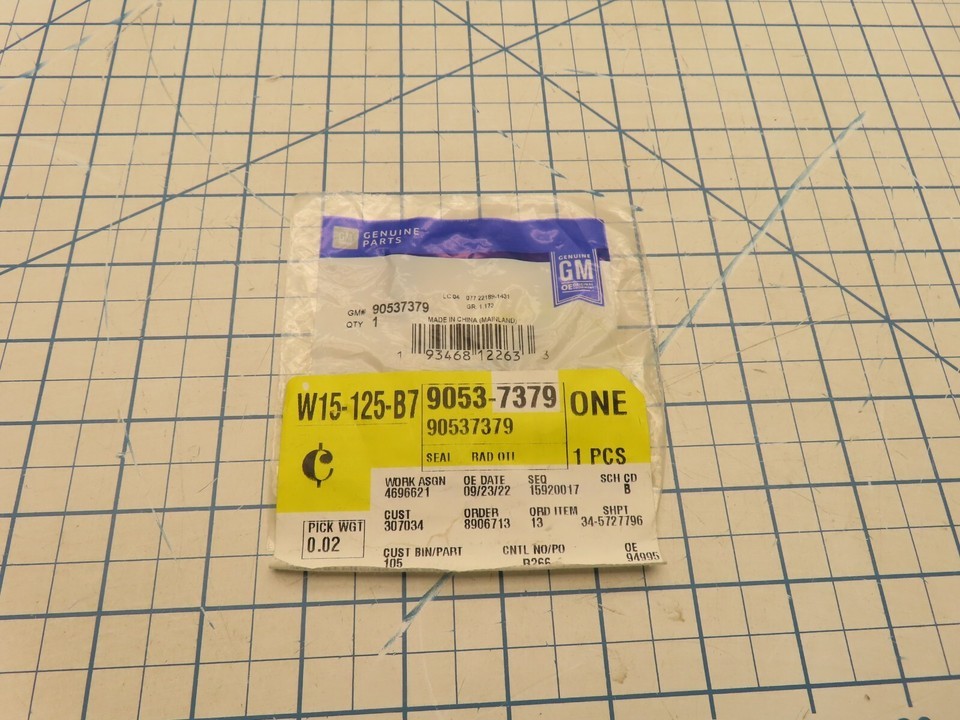 GENUINE
PARTS
GENUINE
GM
OE
GM# 90537379
QTY 1
MADE IN CHINA (MAINLAND)
1 93468 12263 3
W15-125-B7
9053-7379
90537379
ONE
SEAL RAD OIL
1 PCS
¢
WORK ASGN
4696621
OE DATE
09/23/22
SEQ
15920017
SCH CD
B
CUST
307034
ORDER
8906713
ORD ITEM
13
SHPT
34-5727796
PICK WGT
0.02
CUST BIN/PART
105
CNTL NO/PO
B266
OE
94995